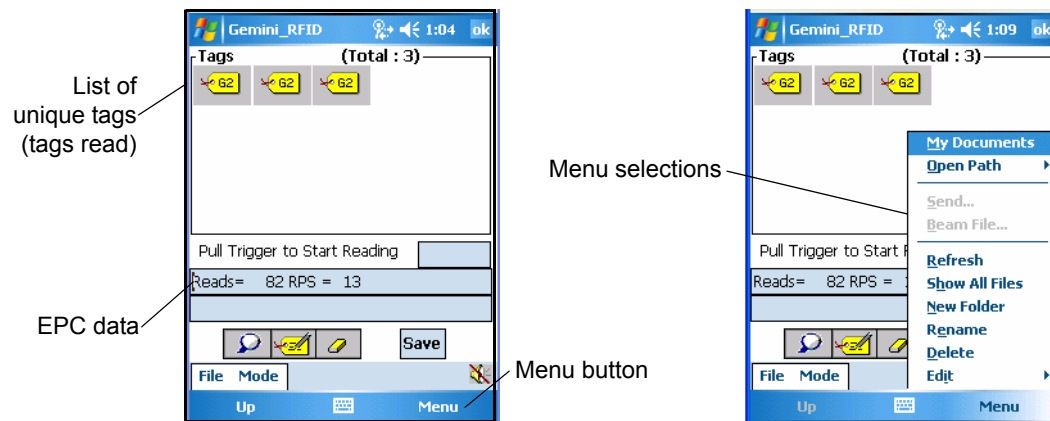 Gemini_RFID 1:04 ok
Tags (Total : 3)
G2 G2 G2
List of
unique tags
(tags read)
Pull Trigger to Start Reading
Reads= 82 RPS = 13
EPC data
Save
File Mode
Menu button
Up Menu
Gemini_RFID 1:09 ok
Tags (Total : 3)
G2 G2 G2
Menu selections
My Documents
Open Path
Send...
Beam File...
Refresh
Show All Files
New Folder
Rename
Delete
Edit
Pull Trigger to Start
Reads= 82 RPS =
File Mode
Up Menu